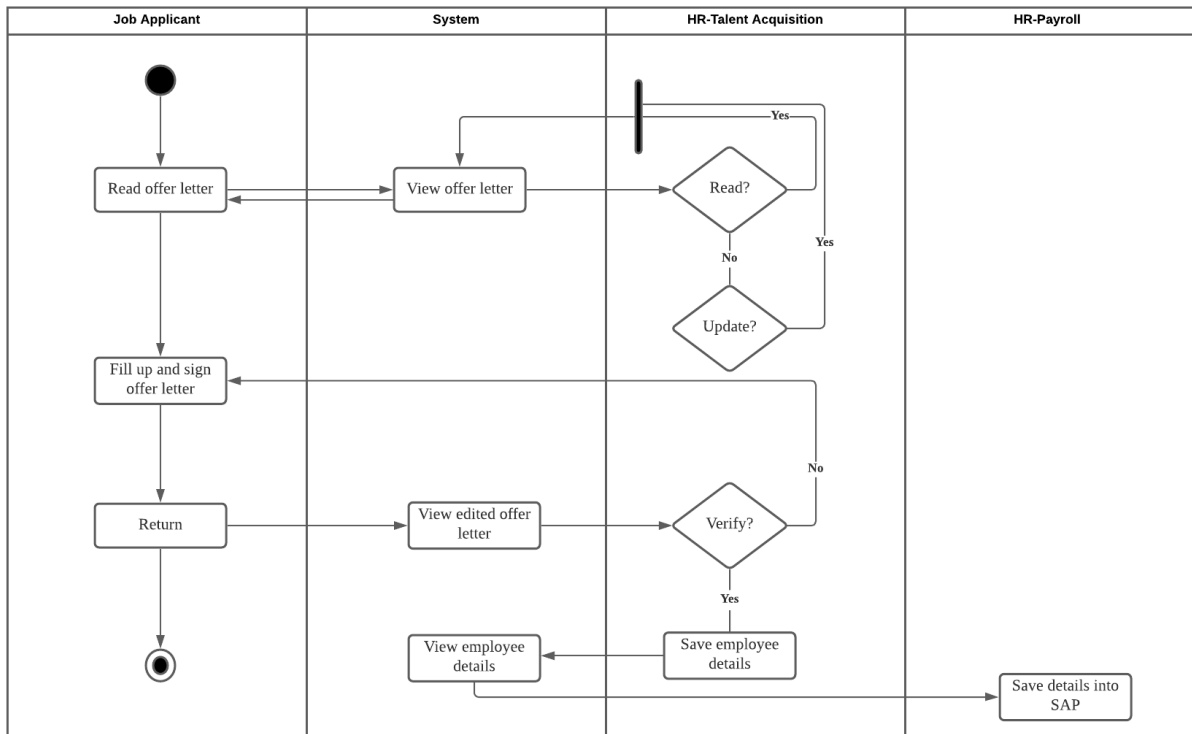 Job Applicant
System
HR-Talent Acquisition
HR-Payroll
Yes
Read offer letter
View offer letter
Read?
Yes
No
Update?
Fill up and sign
offer letter
No
Return
View edited offer
letter
Verify?
Yes
View employee
details
Save employee
details
Save details into
SAP